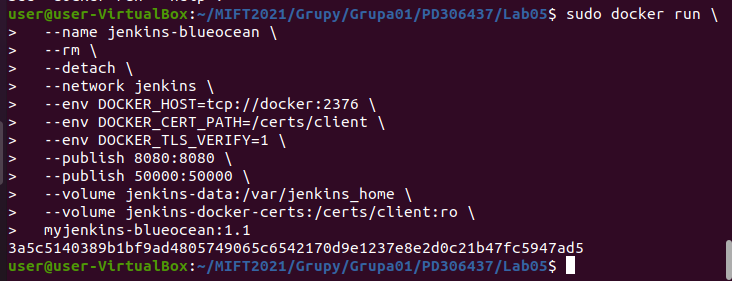 user@user-VirtualBox:~/MIFT2021/Grupy/Grupa01/PD306437/Lab05$ sudo docker run \
>   --name jenkins-blueocean \
>   --rm \
>   --detach \
>   --network jenkins \
>   --env DOCKER_HOST=tcp://docker:2376 \
>   --env DOCKER_CERT_PATH=/certs/client \
>   --env DOCKER_TLS_VERIFY=1 \
>   --publish 8080:8080 \
>   --publish 50000:50000 \
>   --volume jenkins-data:/var/jenkins_home \
>   --volume jenkins-docker-certs:/certs/client:ro \
>   myjenkins-blueocean:1.1
3a5c5140389b1bf9ad4805749065c6542170d9e1237e8e2d0c21b47fc5947ad5
user@user-VirtualBox:~/MIFT2021/Grupy/Grupa01/PD306437/Lab05$